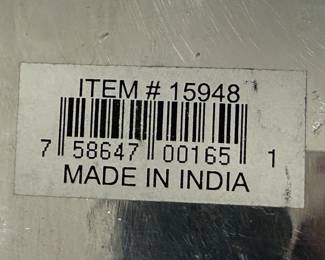 ITEM # 15948
7 58647 00165 1
MADE IN INDIA